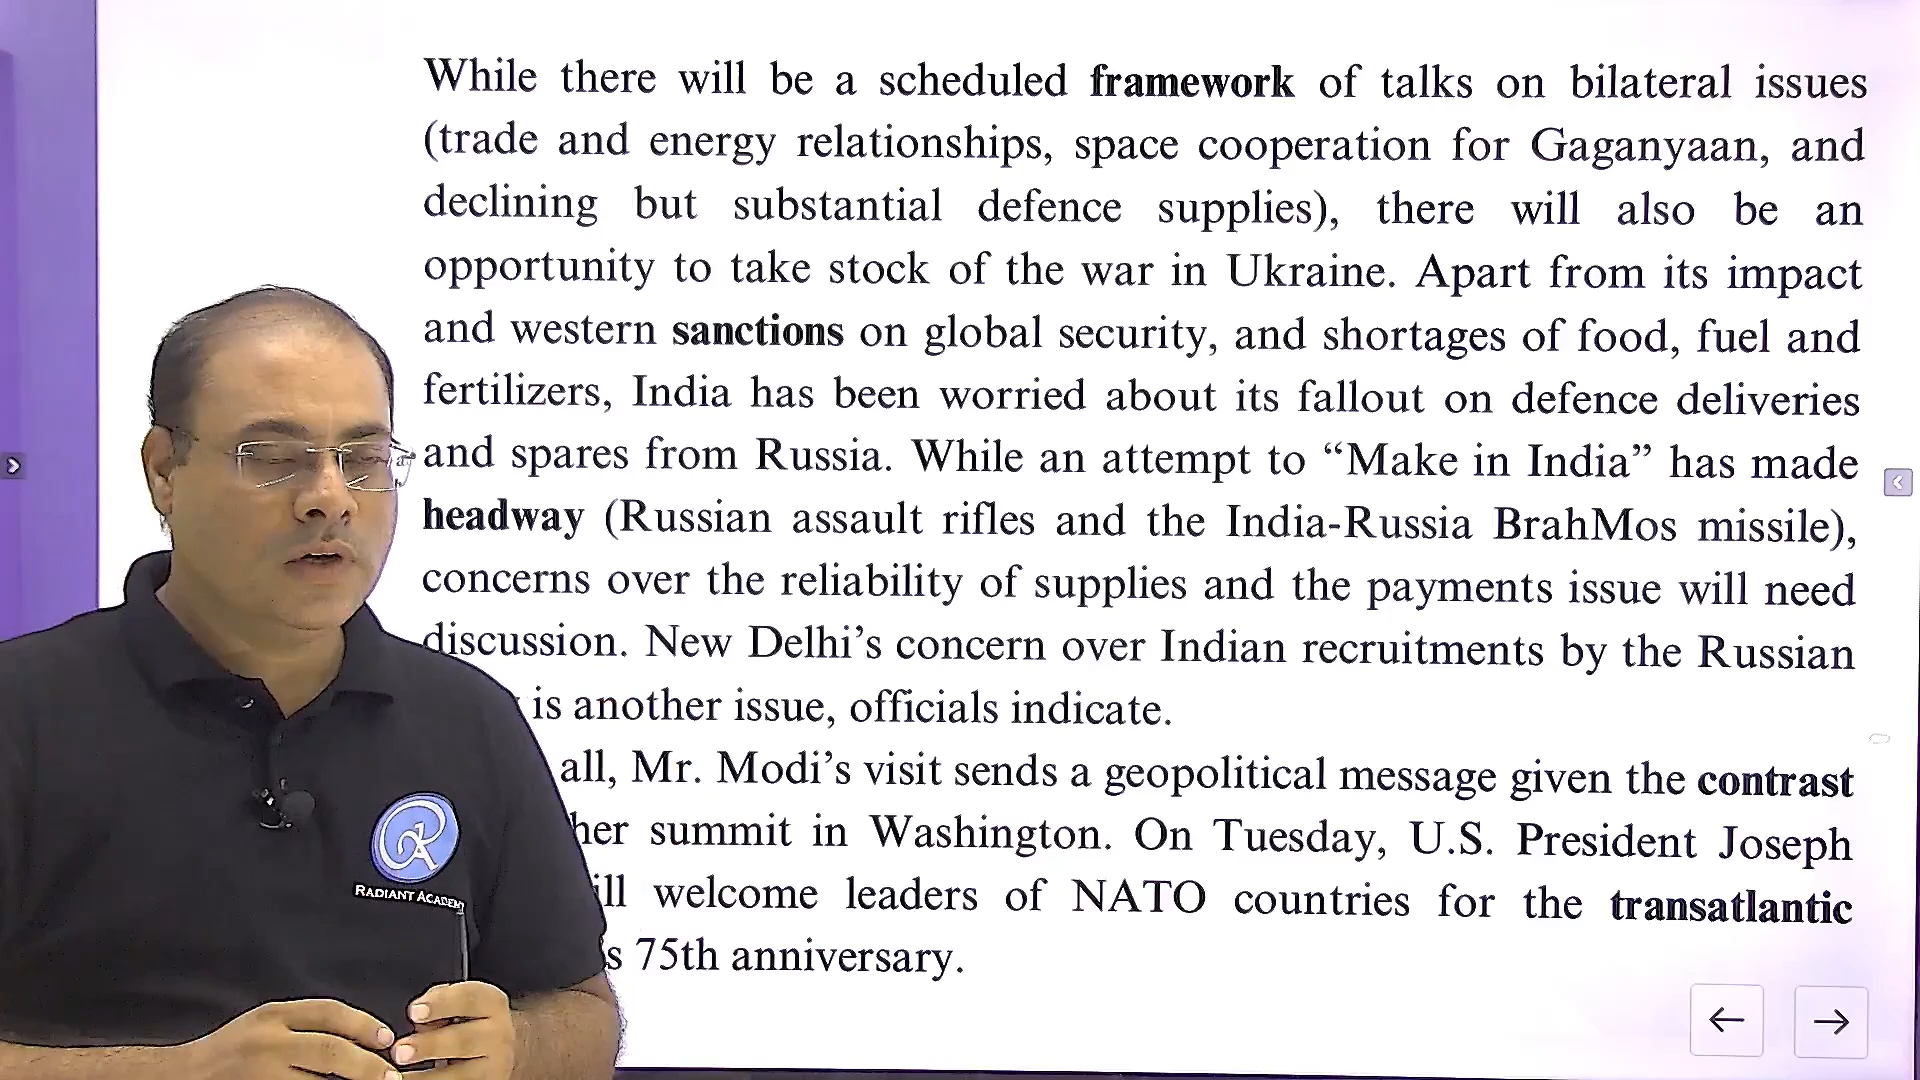 While there will be a scheduled framework of talks on bilateral issues
(trade and energy relationships, space cooperation for Gaganyaan, and
declining but substantial defence supplies), there will also be an
opportunity to take stock of the war in Ukraine. Apart from its impact
and western sanctions on global security, and shortages of food, fuel and
fertilizers, India has been worried about its fallout on defence deliveries
and spares from Russia. While an attempt to “Make in India” has made
headway (Russian assault rifles and the India-Russia BrahMos missile),
concerns over the reliability of supplies and the payments issue will need
discussion. New Delhi’s concern over Indian recruitments by the Russian
is another issue, officials indicate.
all, Mr. Modi’s visit sends a geopolitical message given the contrast
summit in Washington. On Tuesday, U.S. President Joseph
welcome leaders of NATO countries for the transatlantic
75th anniversary.
RADIANT ACADEMY